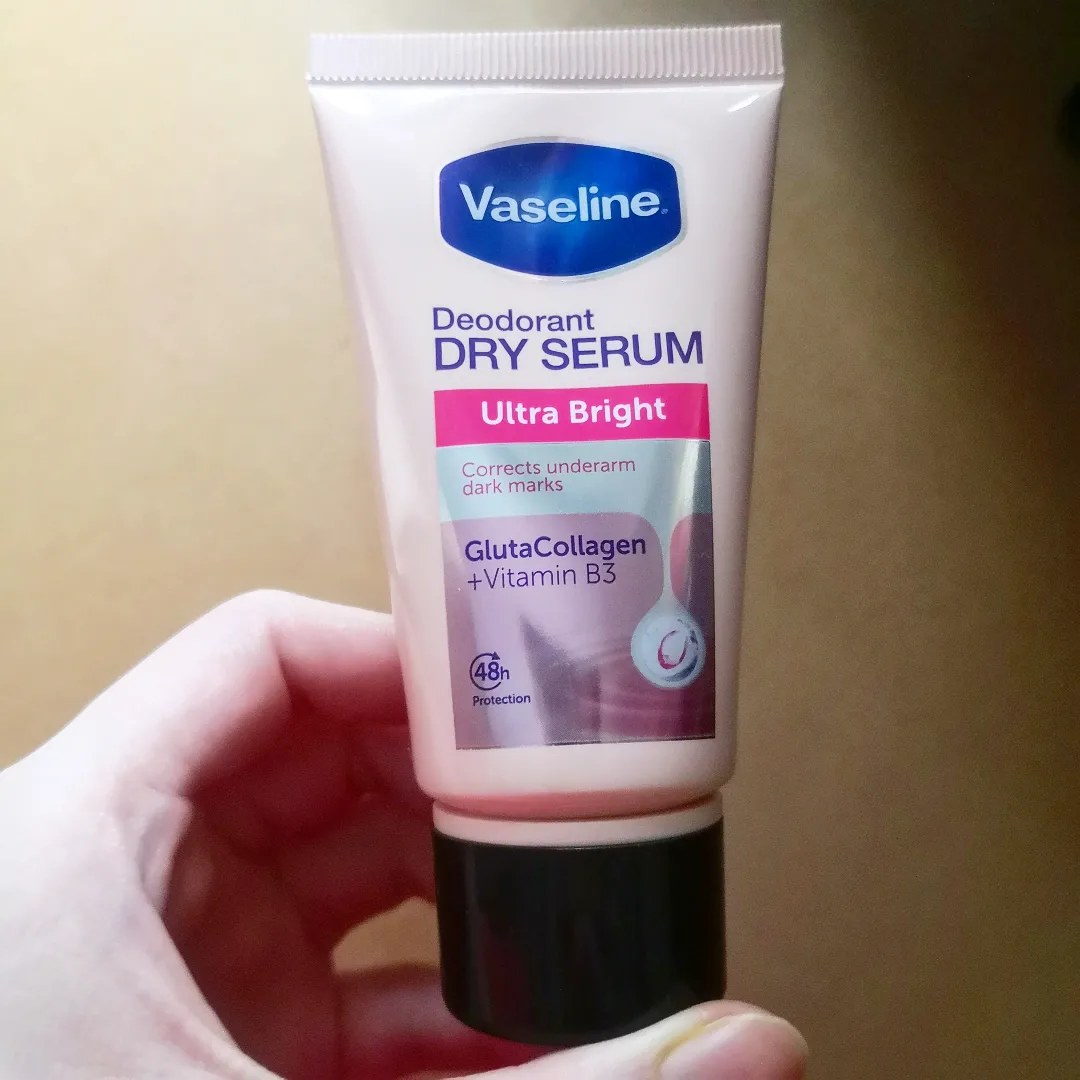 Vaseline
Deodorant
DRY SERUM
Ultra Bright
Corrects underarm
dark marks
GlutaCollagen
+Vitamin B3
48h
Protection